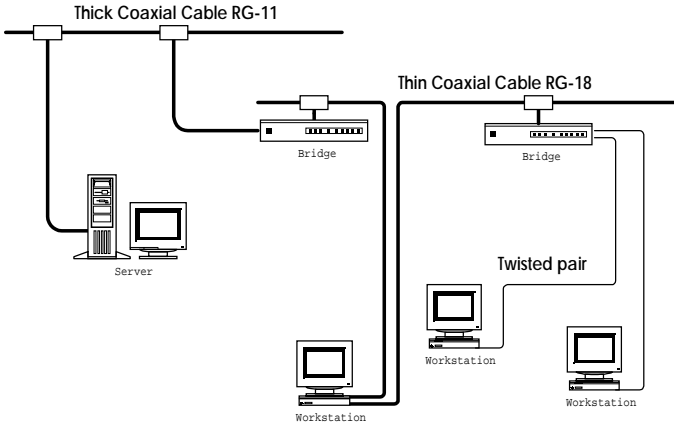 Thick Coaxial Cable RG-11
Thin Coaxial Cable RG-18
Bridge
Bridge
Server
Twisted pair
Workstation
Workstation
Workstation